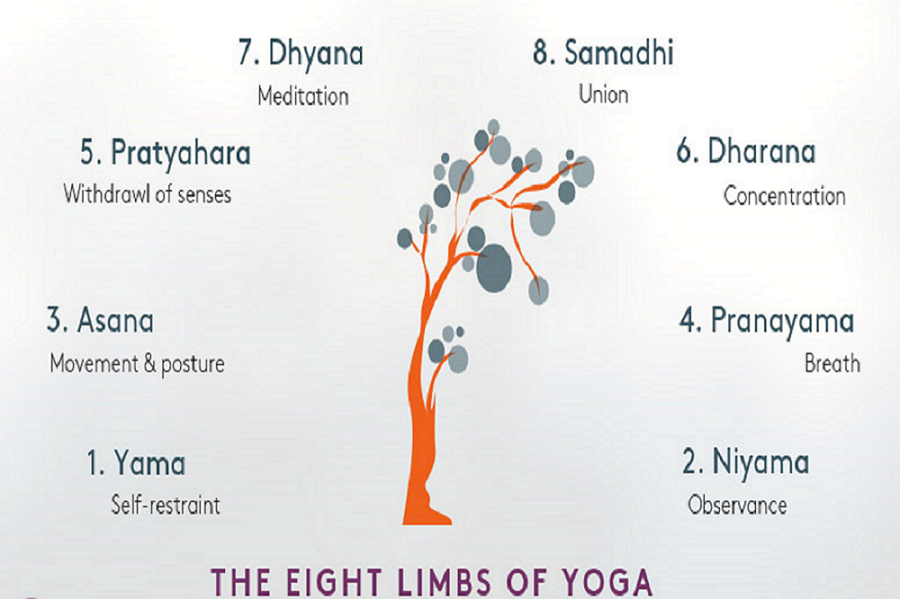 7. Dhyana
Meditation
8. Samadhi
Union
5. Pratyahara
Withdrawl of senses
6. Dharana
Concentration
3. Asana
Movement & posture
4. Pranayama
Breath
1. Yama
Self-restraint
2. Niyama
Observance
THE EIGHT LIMBS OF YOGA